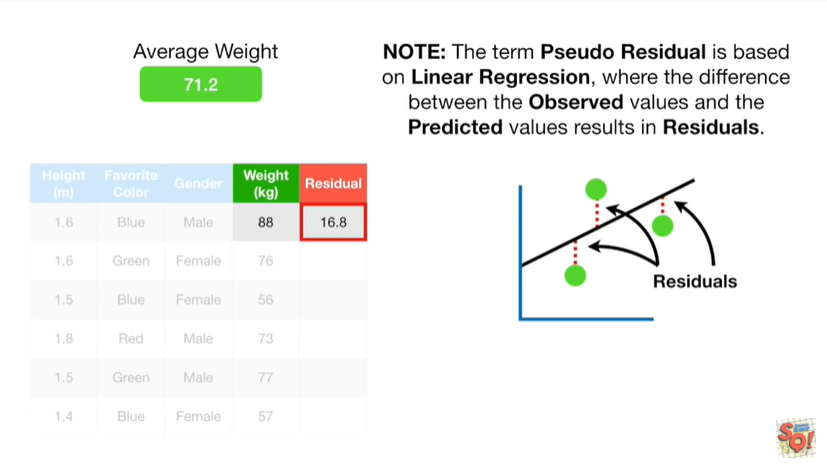 Average Weight
71.2
NOTE: The term Pseudo Residual is based
on Linear Regression, where the difference
between the Observed values and the
Predicted values results in Residuals.
Height (m) Favorite Color Gender Weight (kg) Residual
1.6 Blue Male 88 16.8
1.6 Green Female 76
1.5 Blue Female 56
1.8 Red Male 73
1.5 Green Male 77
1.4 Blue Female 57
Residuals
SQ!